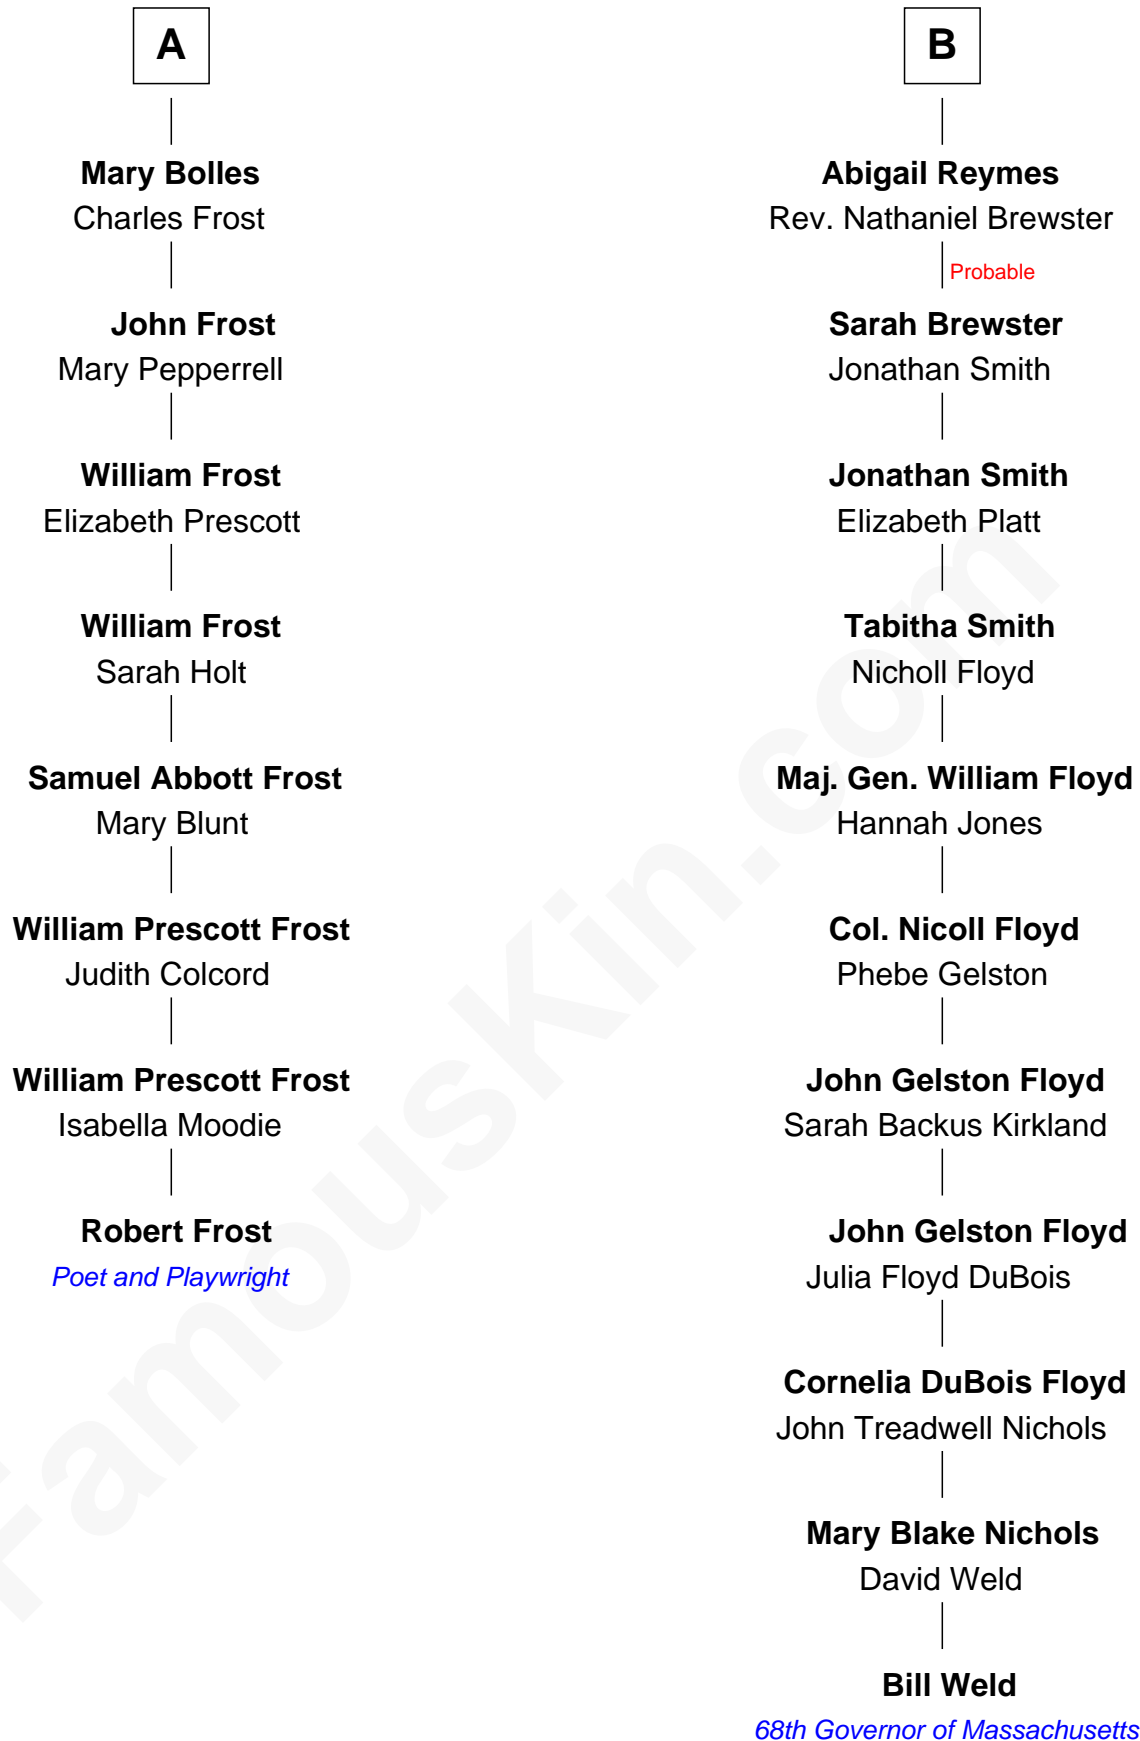 A
Mary Bolles
Charles Frost
John Frost
Mary Pepperrell
William Frost
Elizabeth Prescott
William Frost
Sarah Holt
Samuel Abbott Frost
Mary Blunt
William Prescott Frost
Judith Colcord
William Prescott Frost
Isabella Moodie
Robert Frost
Poet and Playwright
B
Abigail Reymes
Rev. Nathaniel Brewster
Probable
Sarah Brewster
Jonathan Smith
Jonathan Smith
Elizabeth Platt
Tabitha Smith
Nicholl Floyd
Maj. Gen. William Floyd
Hannah Jones
Col. Nicoll Floyd
Phebe Gelston
John Gelston Floyd
Sarah Backus Kirkland
John Gelston Floyd
Julia Floyd DuBois
Cornelia DuBois Floyd
John Treadwell Nichols
Mary Blake Nichols
David Weld
Bill Weld
68th Governor of Massachusetts
FamousKin.com